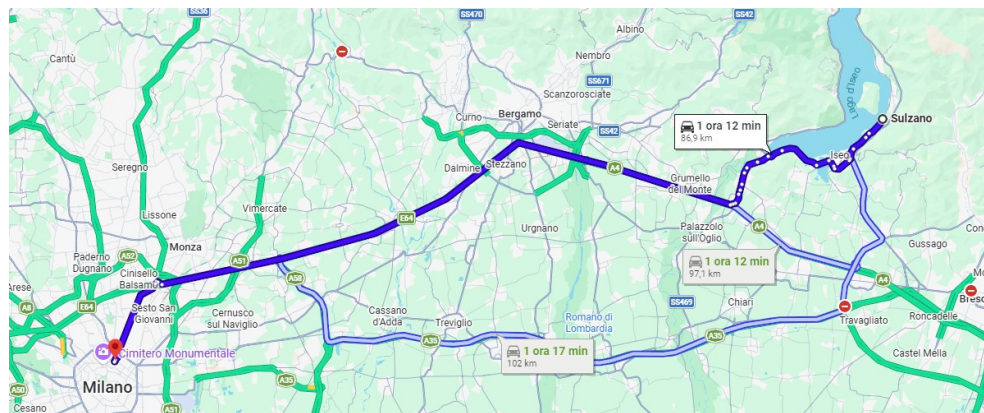 SS36
SS470
SS42
Cantù
Albino
Nembro
SS671
Scanzorosciate
Lago d'Iseo
Curno
Bergamo
Seriate
SS42
Sulzano
1 ora 12 min
86,9 km
Iseo
Seregno
Dalmine
Stezzano
A4
Grumello
del Monte
Vimercate
Lissone
E64
Urgnano
Palazzolo
sull'Oglio
A4
Gussago
Monza
A51
Paderno
Dugnano
A52
Cinisello
Balsamo
A58
1 ora 12 min
97,1 km
A4
Arese
A8
E64
Sesto San
Giovanni
Cernusco
sul Naviglio
Cassano
d'Adda
Treviglio
Romano di
Lombardia
SS469
Chiari
Travagliato
Roncadelle
A35
A35
Cimitero Monumentale
1 ora 17 min
102 km
Castel Mella
Milano
A35
A50
A51
Cesano